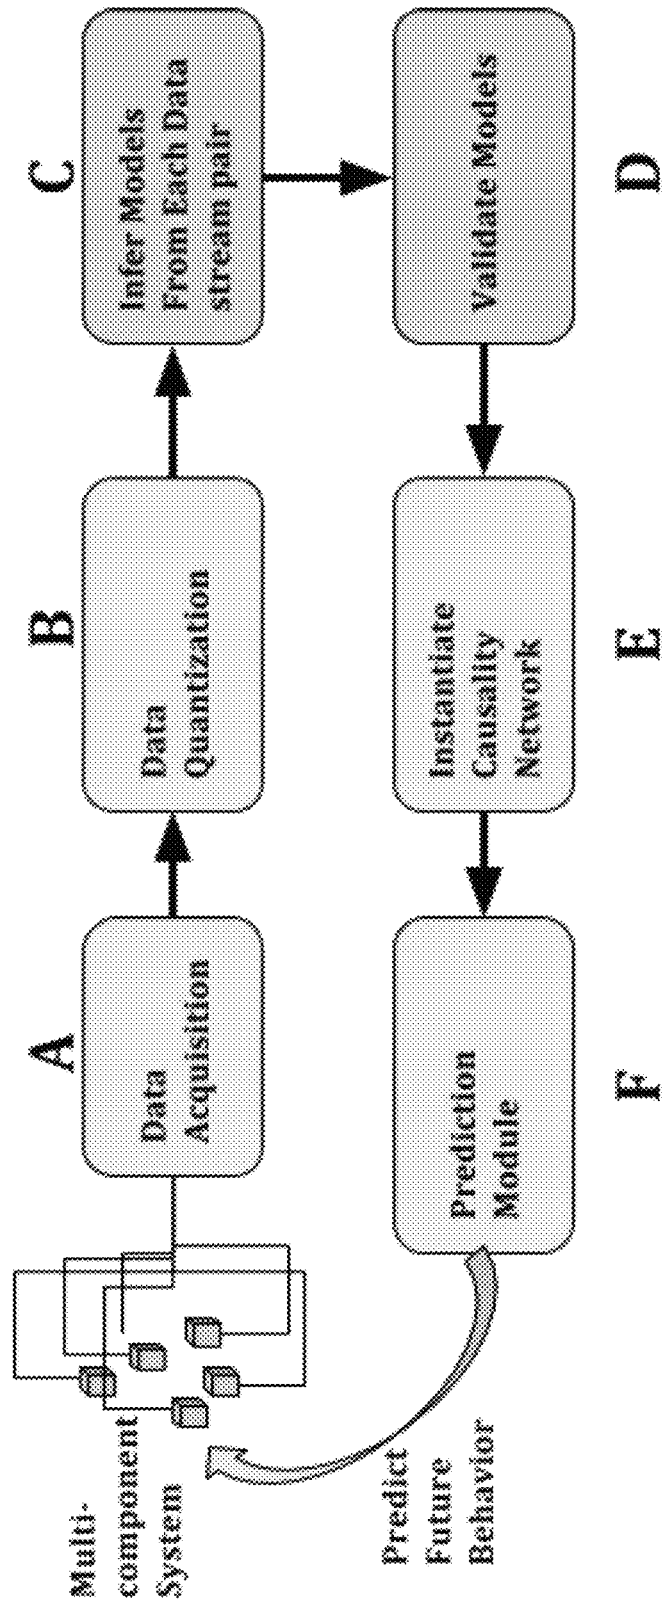 Multi-
component
System
A
Data
Acquisition
B
Data
Quantization
C
Infer Models
From Each Data
stream pair
D
Validate Models
E
Instantiate
Causality
Network
F
Prediction
Module
Predict
Future
Behavior